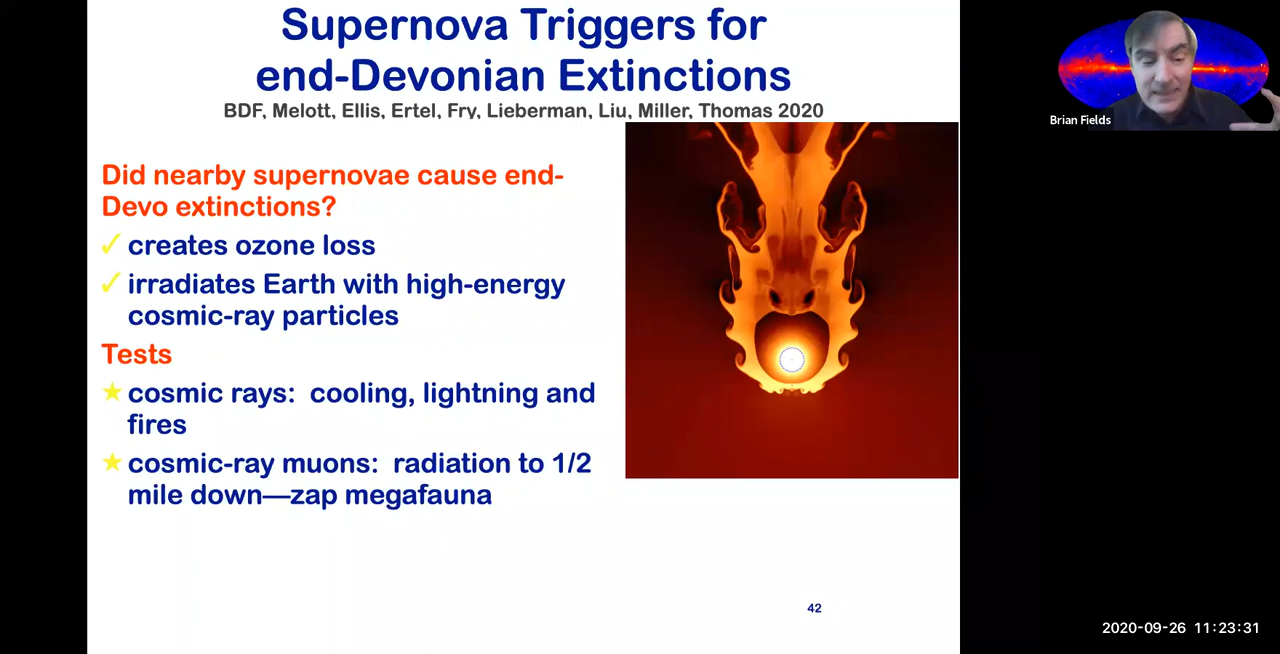 Supernova Triggers for
end-Devonian Extinctions
BDF, Melott, Ellis, Ertel, Fry, Lieberman, Liu, Miller, Thomas 2020
Brian Fields
Did nearby supernovae cause end-
Devo extinctions?
✓ creates ozone loss
✓ irradiates Earth with high-energy
cosmic-ray particles
Tests
★ cosmic rays: cooling, lightning and
fires
★ cosmic-ray muons: radiation to 1/2
mile down—zap megafauna
42
2020-09-26 11:23:31